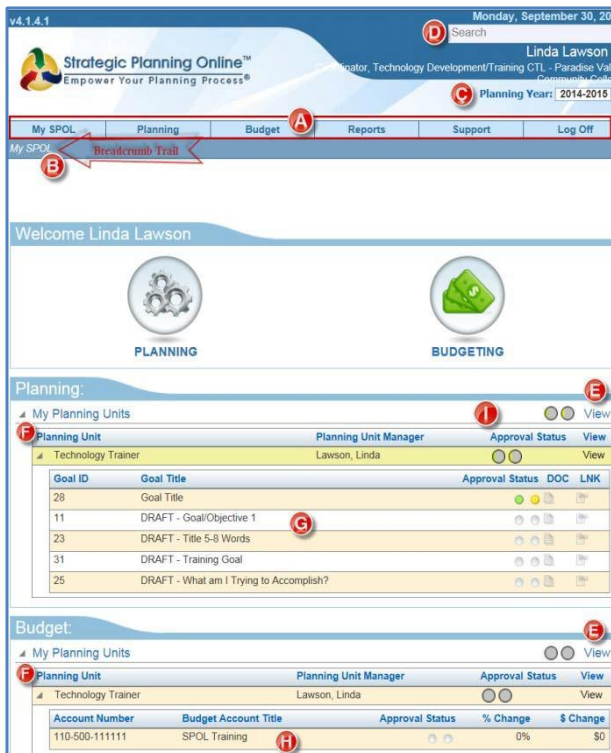 v4.1.4.1
Monday, September 30, 20
D
Search
Strategic Planning Online™
Empower Your Planning Process®
Linda Lawson
inator, Technology Development/Training CTL - Paradise Val
Community Colle
C Planning Year: 2014-2015
A
My SPOL Planning Budget Reports Support Log Off
My SPOL Breadcrumb Trail
B
Welcome Linda Lawson
PLANNING BUDGETING
Planning:
E
My Planning Units I View
F Planning Unit Planning Unit Manager Approval Status View
Technology Trainer Lawson, Linda View
Goal ID Goal Title Approval Status DOC LNK
28 Goal Title
11 DRAFT - Goal/Objective 1
G
23 DRAFT - Title 5-8 Words
31 DRAFT - Training Goal
25 DRAFT - What am I Trying to Accomplish?
Budget:
E
My Planning Units View
F Planning Unit Planning Unit Manager Approval Status View
Technology Trainer Lawson, Linda View
Account Number Budget Account Title Approval Status % Change $ Change
110-500-111111 SPOL Training 0% $0
H